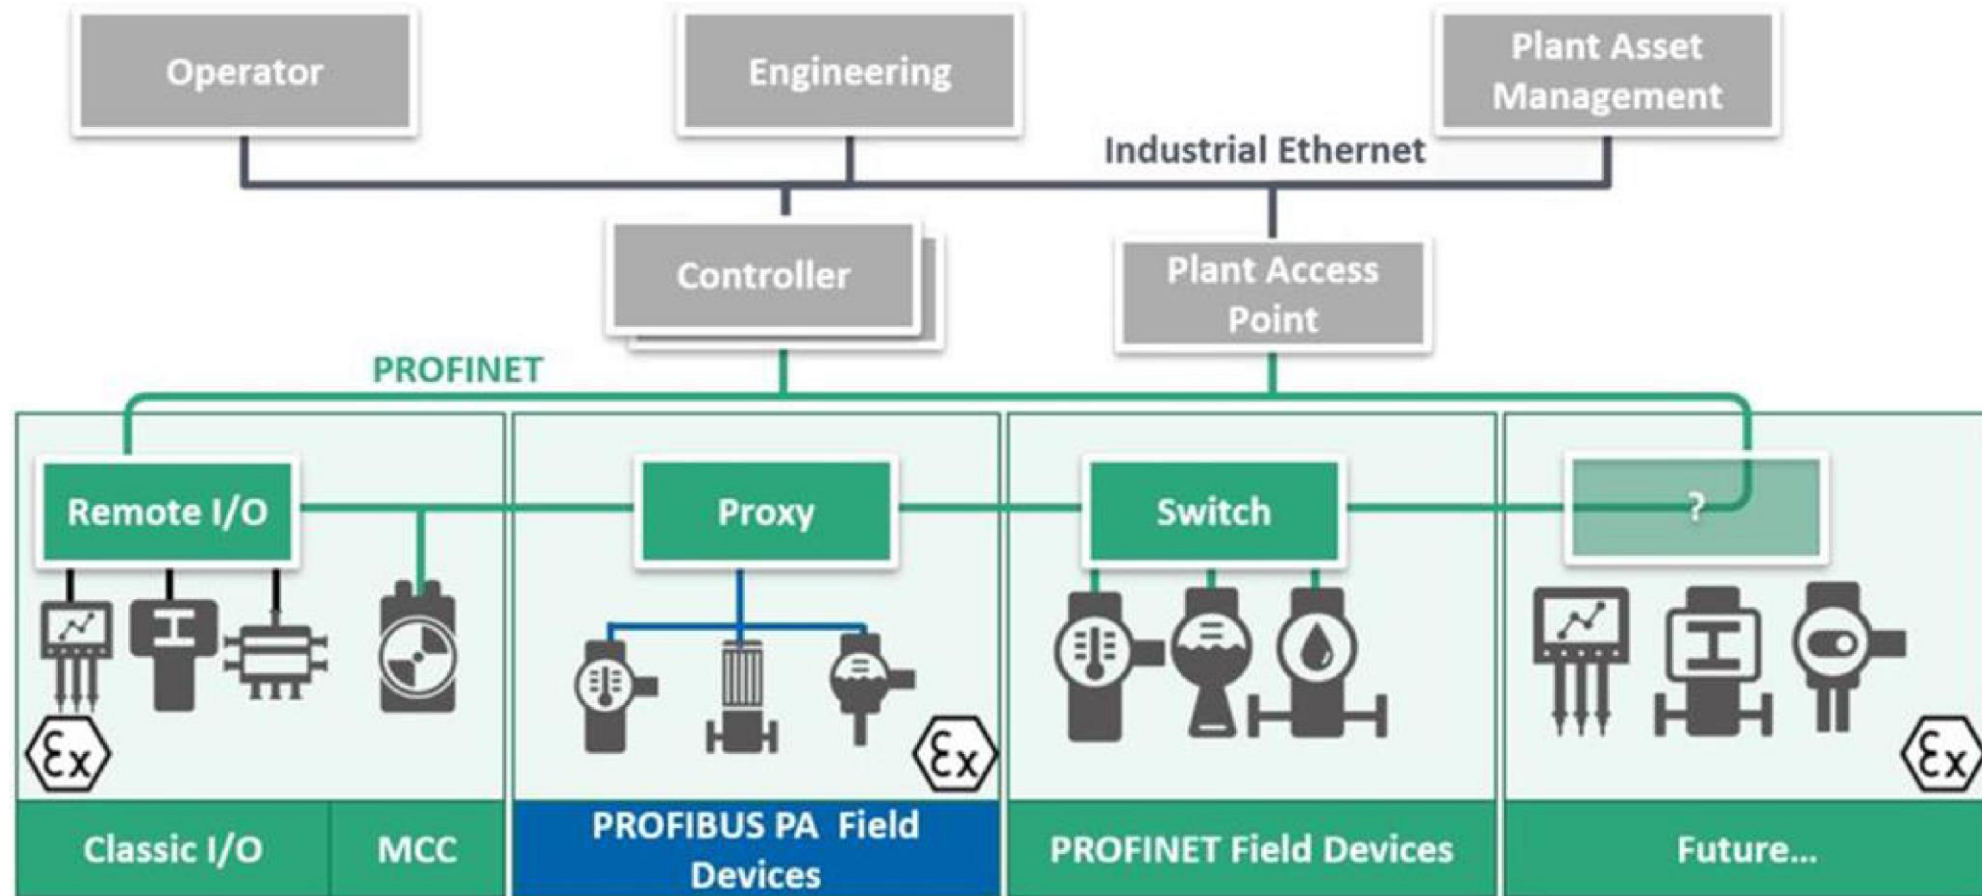 Operator
Engineering
Plant Asset
Management
Industrial Ethernet
Controller
Plant Access
Point
PROFINET
Remote I/O
Proxy
Switch
?
Ex
Ex
Ex
Classic I/O
MCC
PROFIBUS PA Field
Devices
PROFINET Field Devices
Future...